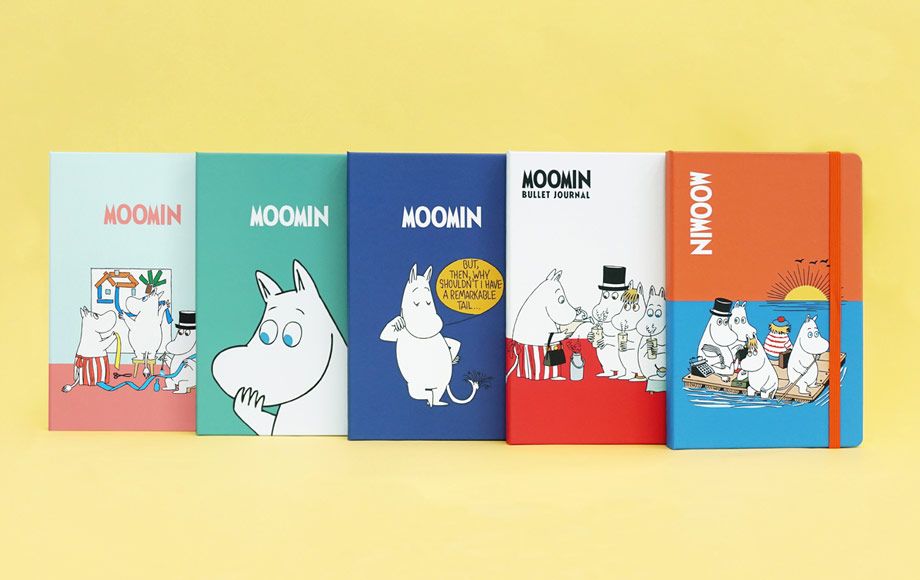 MOOMIN
MOOMIN
MOOMIN
BUT,
THEN, WHY
SHOULDN'T I HAVE
A REMARKABLE
TAIL...
MOOMIN
BULLET JOURNAL
MOOMIN